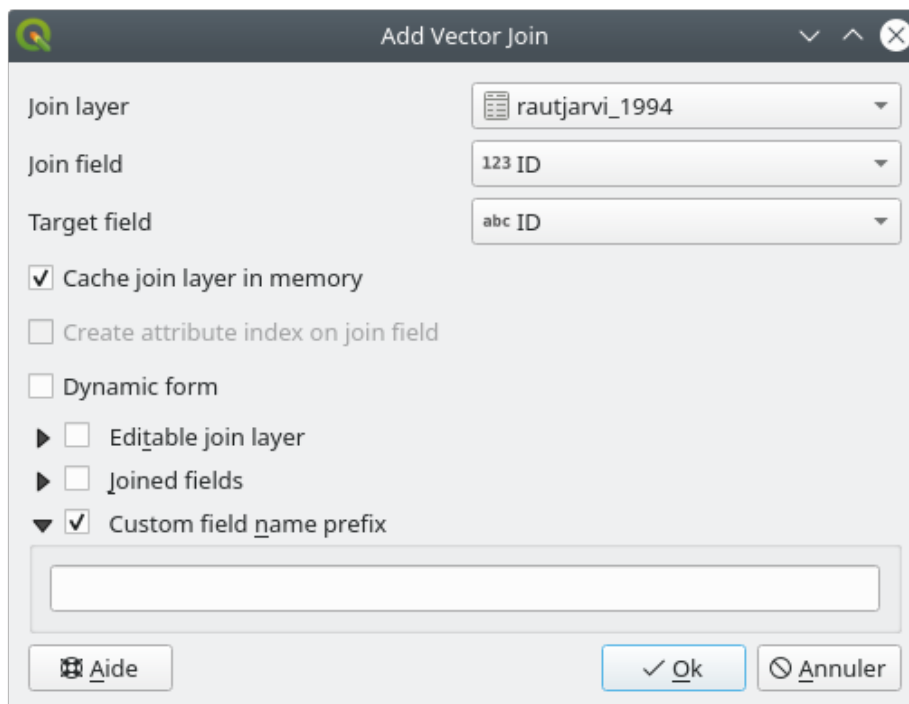 Add Vector Join
Join layer rautjarvi_1994
Join field 123 ID
Target field abc ID
Cache join layer in memory
Create attribute index on join field
Dynamic form
Editable join layer
Joined fields
Custom field name prefix
Aide Ok Annuler